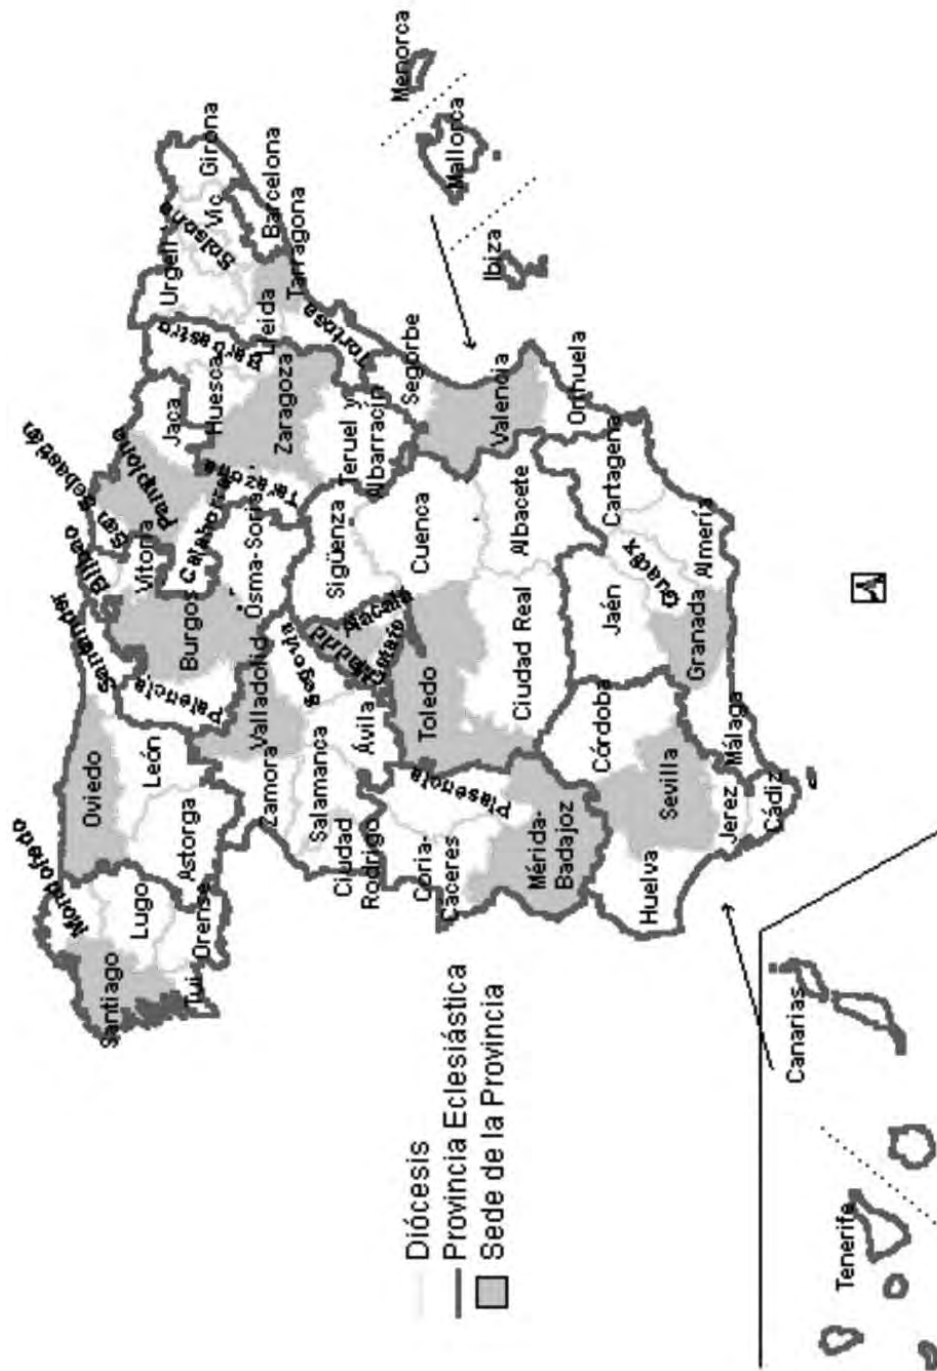 Mondoñedo
Santander
Bilbao
San Sebastián
Santiago
Oviedo
Lugo
León
Palencia
Burgos
Vitoria
Pamplona
Jaca
Urgell
Solsona
Vic
Girona
Tui
Orense
Astorga
Calahorra
Huesca
Barbastro
Lleida
Barcelona
Tarragona
Zamora
Valladolid
Osma-Soria
Tarazona
Zaragoza
Tortosa
Salamanca
Segovia
Ciudad
Rodrigo
Ávila
Madrid
Alacalá
Getafe
Sigüenza
Teruel y
Albarracín
Segorbe
Menorca
Mallorca
Ibiza
Coria-
Cáceres
Plasencia
Toledo
Cuenca
Valencia
Mérida-
Badajoz
Ciudad Real
Albacete
Orihuela
Huelva
Córdoba
Jaén
Guadix
Cartagena
Sevilla
Granada
Almería
Jerez
Málaga
Cádiz
Diócesis
Provincia Eclesiástica
Sede de la Provincia
Canarias
Tenerife